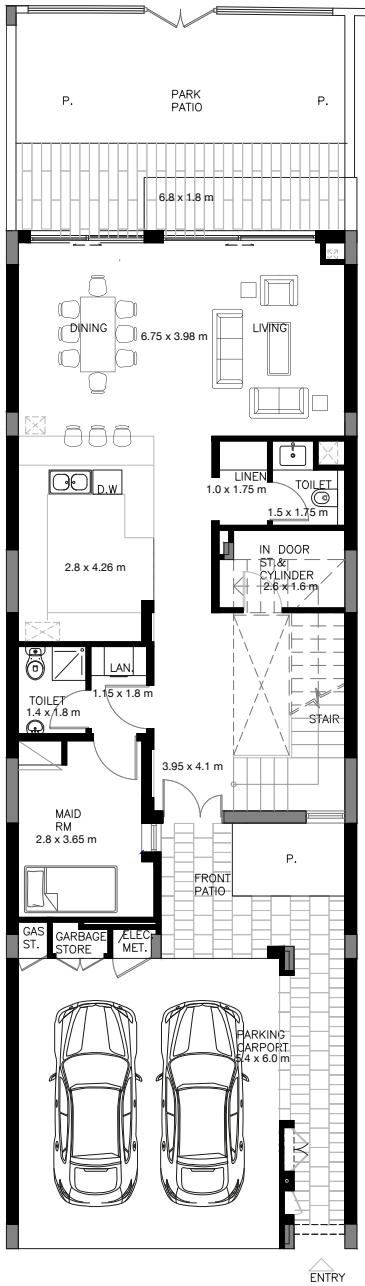 PARK
PATIO
P.
P.
6.8 x 1.8 m
DINING
6.75 x 3.98 m
LIVING
D.W
LINEN
1.0 x 1.75 m
TOILET
1.5 x 1.75 m
2.8 x 4.26 m
IN DOOR
ST.&
CYLINDER
2.6 x 1.6 m
LAN.
1.15 x 1.8 m
TOILET
1.4 x 1.8 m
STAIR
3.95 x 4.1 m
MAID
RM
2.8 x 3.65 m
P.
FRONT
PATIO
GAS
ST.
GARBAGE
STORE
ELEC
MET.
PARKING
CARPORT
5.4 x 6.0 m
ENTRY